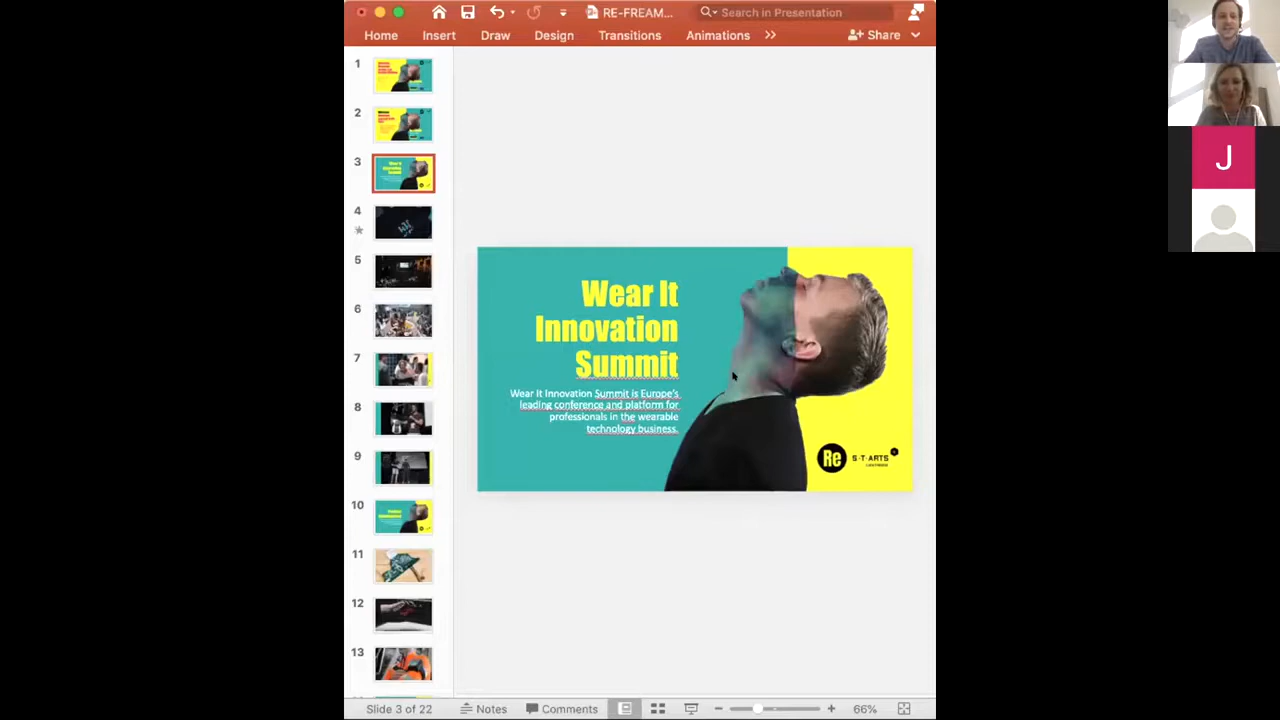 RE-FREAM...
Search in Presentation
Home
Insert
Draw
Design
Transitions
Animations
Share
1
2
3
4
5
6
7
8
9
10
11
12
13
Wear It
Innovation
Summit
Wear It Innovation Summit is Europe's
leading conference and platform for
professionals in the wearable
technology business.
Re
S·T·ARTS
J
Slide 3 of 22
Notes
Comments
66%